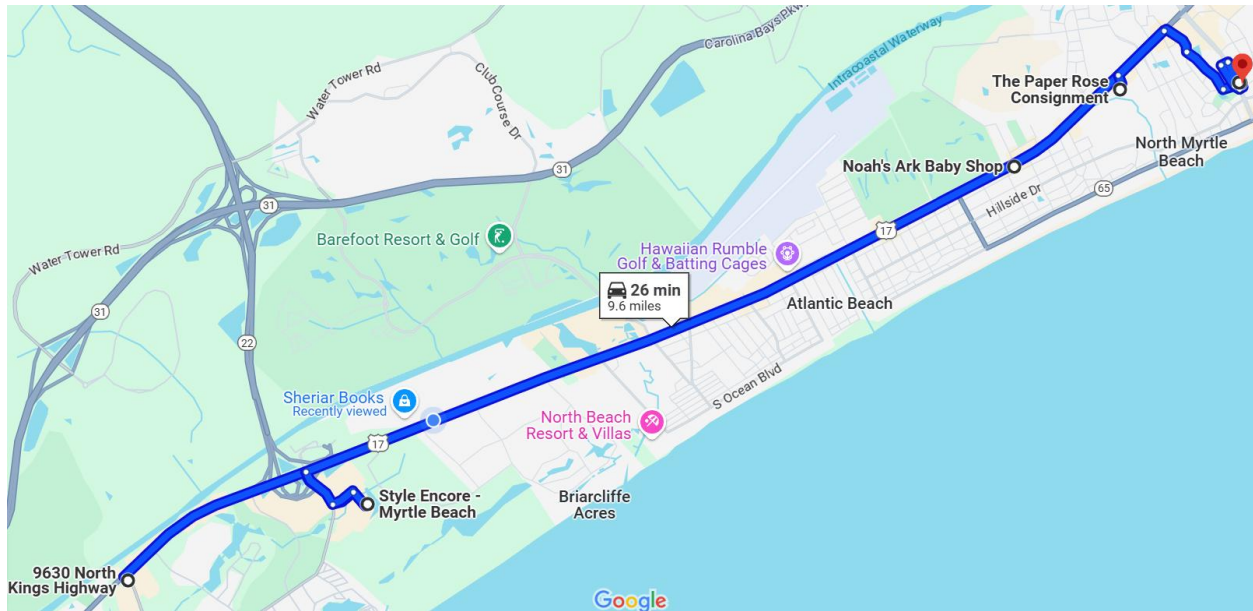 Carolina Bays Pkwy
Intracoastal Waterway
Water Tower Rd
Club Course Dr
The Paper Rose
Consignment
North Myrtle
Beach
31
Noah's Ark Baby Shop
31
65
Hillside Dr
17
Water Tower Rd
Barefoot Resort & Golf
Hawaiian Rumble
Golf & Batting Cages
26 min
9.6 miles
Atlantic Beach
31
22
S Ocean Blvd
Sheriar Books
Recently viewed
North Beach
Resort & Villas
17
Style Encore -
Myrtle Beach
Briarcliffe
Acres
9630 North
Kings Highway
Google